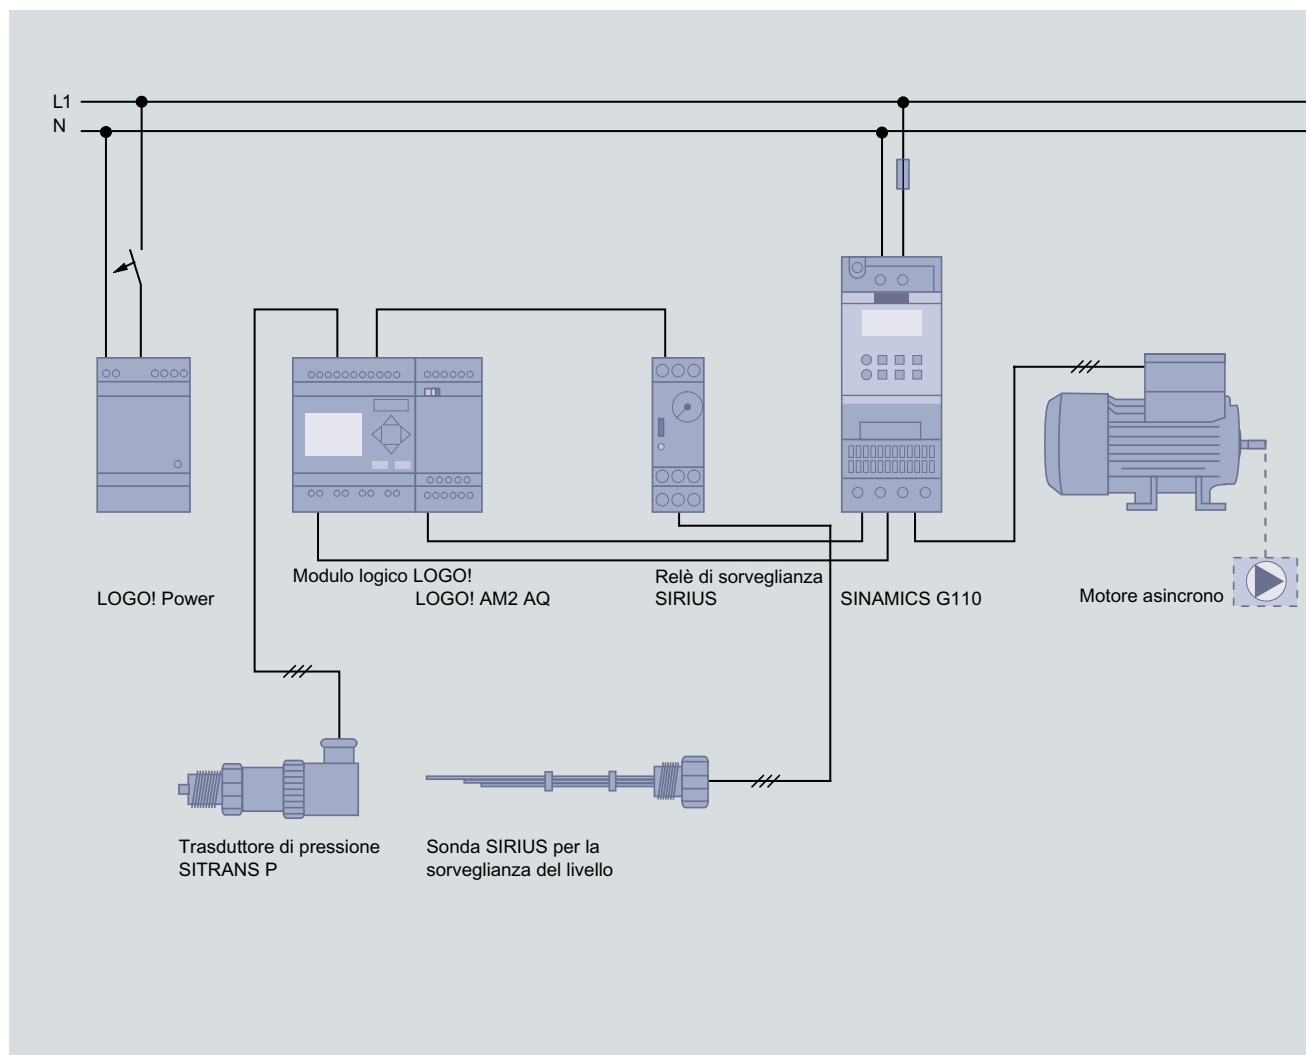 L1
N
LOGO! Power
Modulo logico LOGO!
LOGO! AM2 AQ
Relè di sorveglianza
SIRIUS
SINAMICS G110
Motore asincrono
Trasduttore di pressione
SITRANS P
Sonda SIRIUS per la
sorveglianza del livello